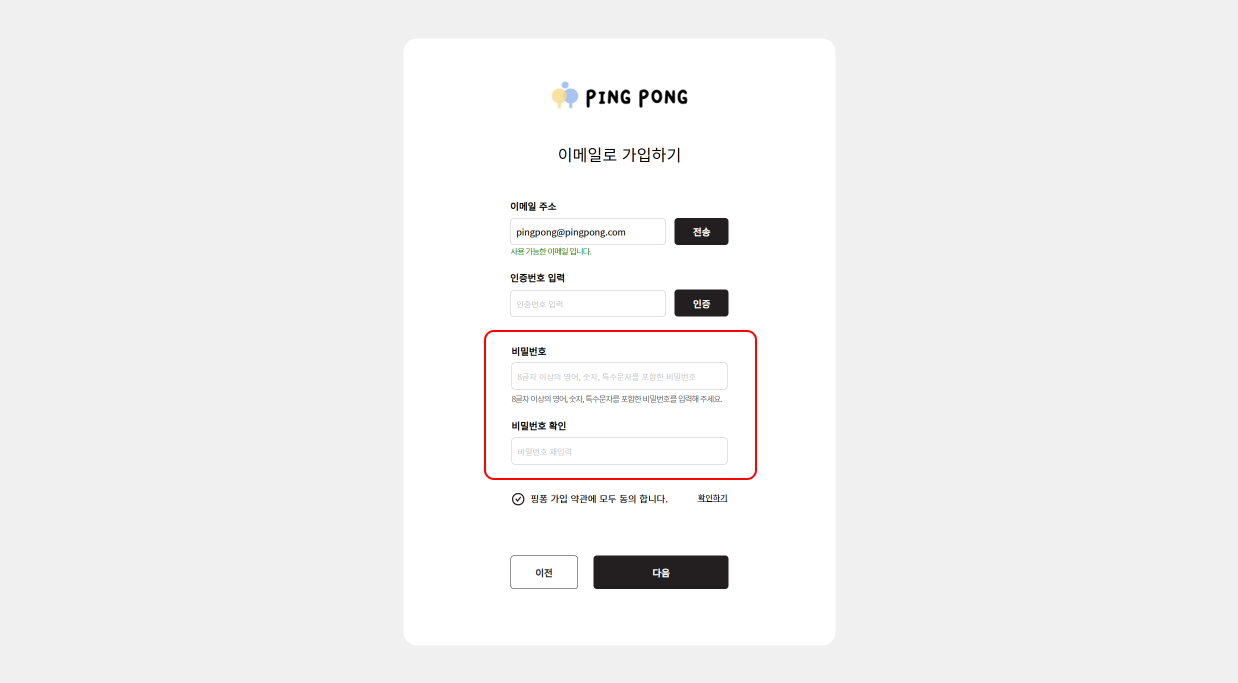 PING PONG
이메일로 가입하기
이메일 주소
pingpong@pingpong.com
전송
사용 가능한 이메일 입니다.
인증번호 입력
인증번호 입력
인증
비밀번호
8글자 이상의 영어, 숫자, 특수문자를 포함한 비밀번호
8글자 이상의 영어, 숫자, 특수문자를 포함한 비밀번호를 입력해 주세요.
비밀번호 확인
비밀번호 재입력
핑퐁 가입 약관에 모두 동의 합니다.
확인하기
이전
다음